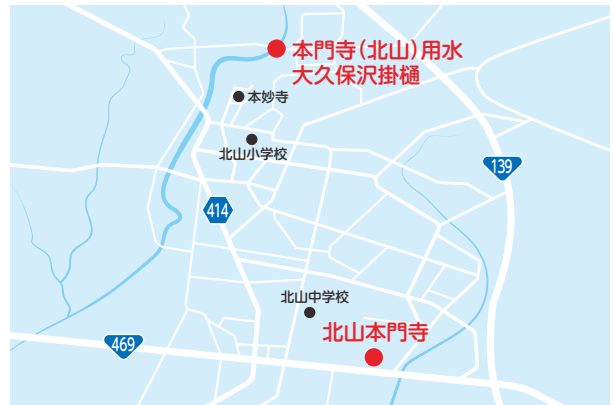 本門寺（北山）用水
大久保沢掛樋
本妙寺
北山小学校
139
414
北山中学校
北山本門寺
469